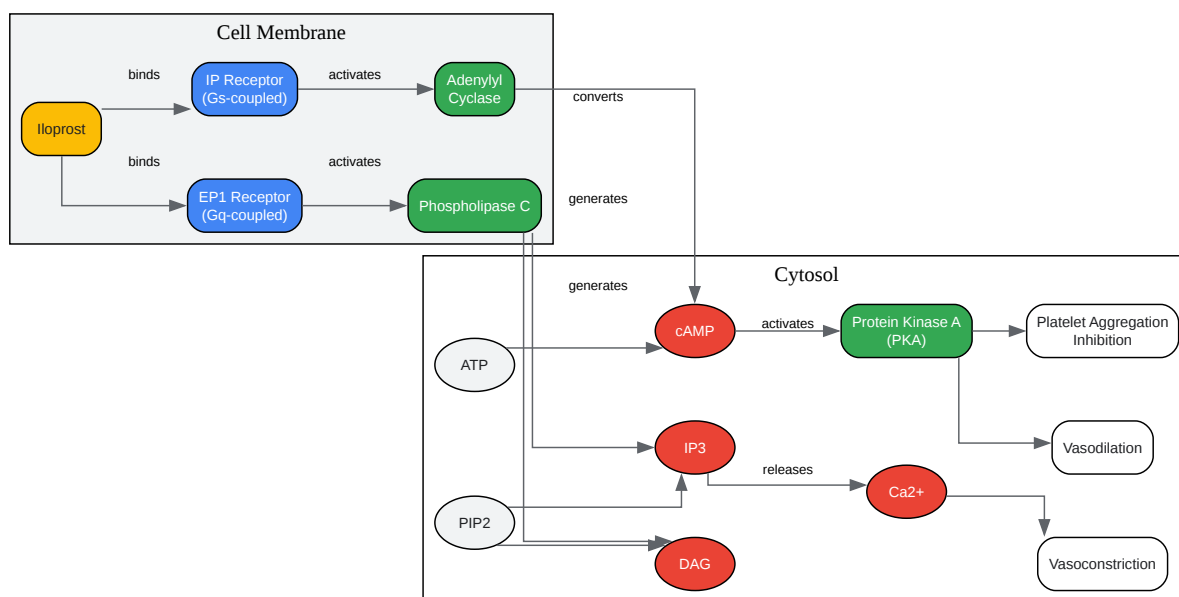 Cell Membrane
binds
IP Receptor
(Gs-coupled)
activates
Adenylyl
Cyclase
converts
Iloprost
binds
EP1 Receptor
(Gq-coupled)
activates
Phospholipase C
generates
Cytosol
generates
cAMP
activates
Protein Kinase A
(PKA)
Platelet Aggregation
Inhibition
ATP
IP3
releases
Ca2+
Vasodilation
PIP2
DAG
Vasoconstriction